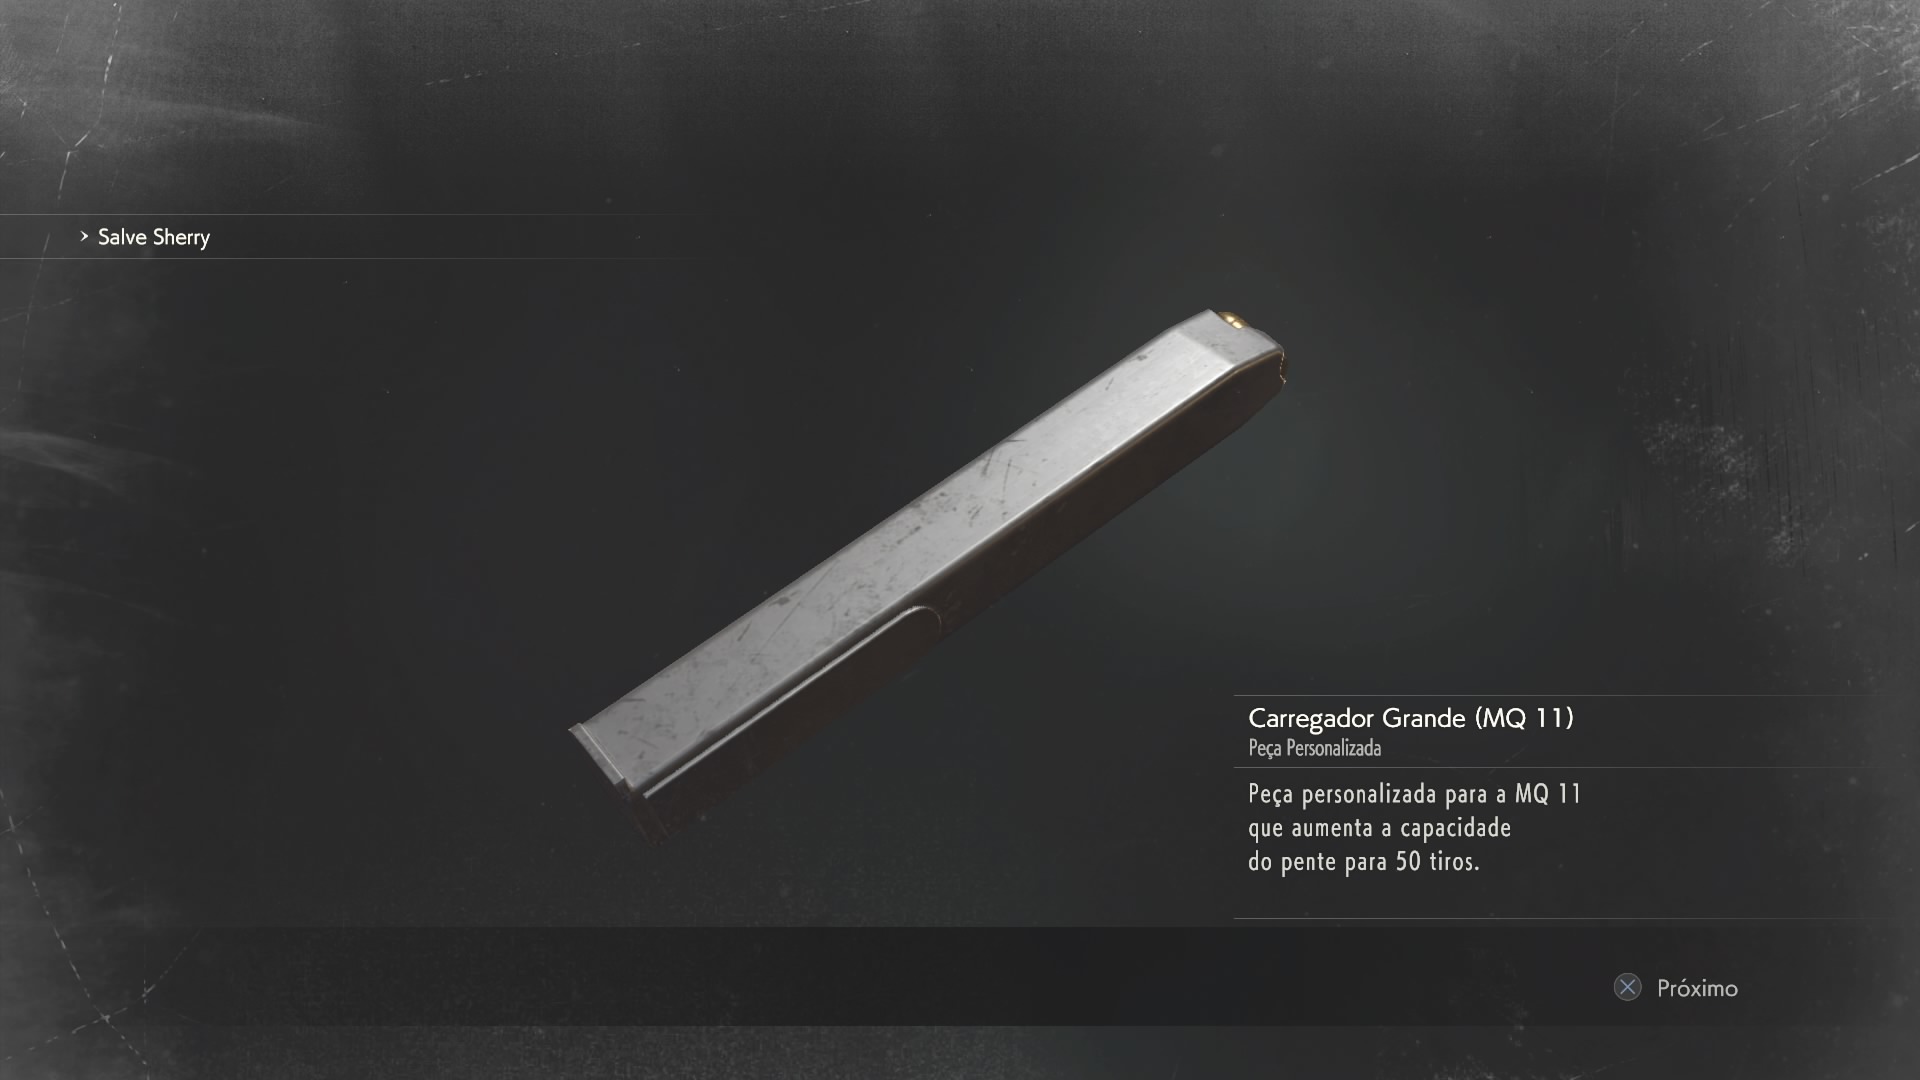 Salve Sherry
Carregador Grande (MQ 11)
Peça Personalizada
Peça personalizada para a MQ 11
que aumenta a capacidade
do pente para 50 tiros.
Próximo